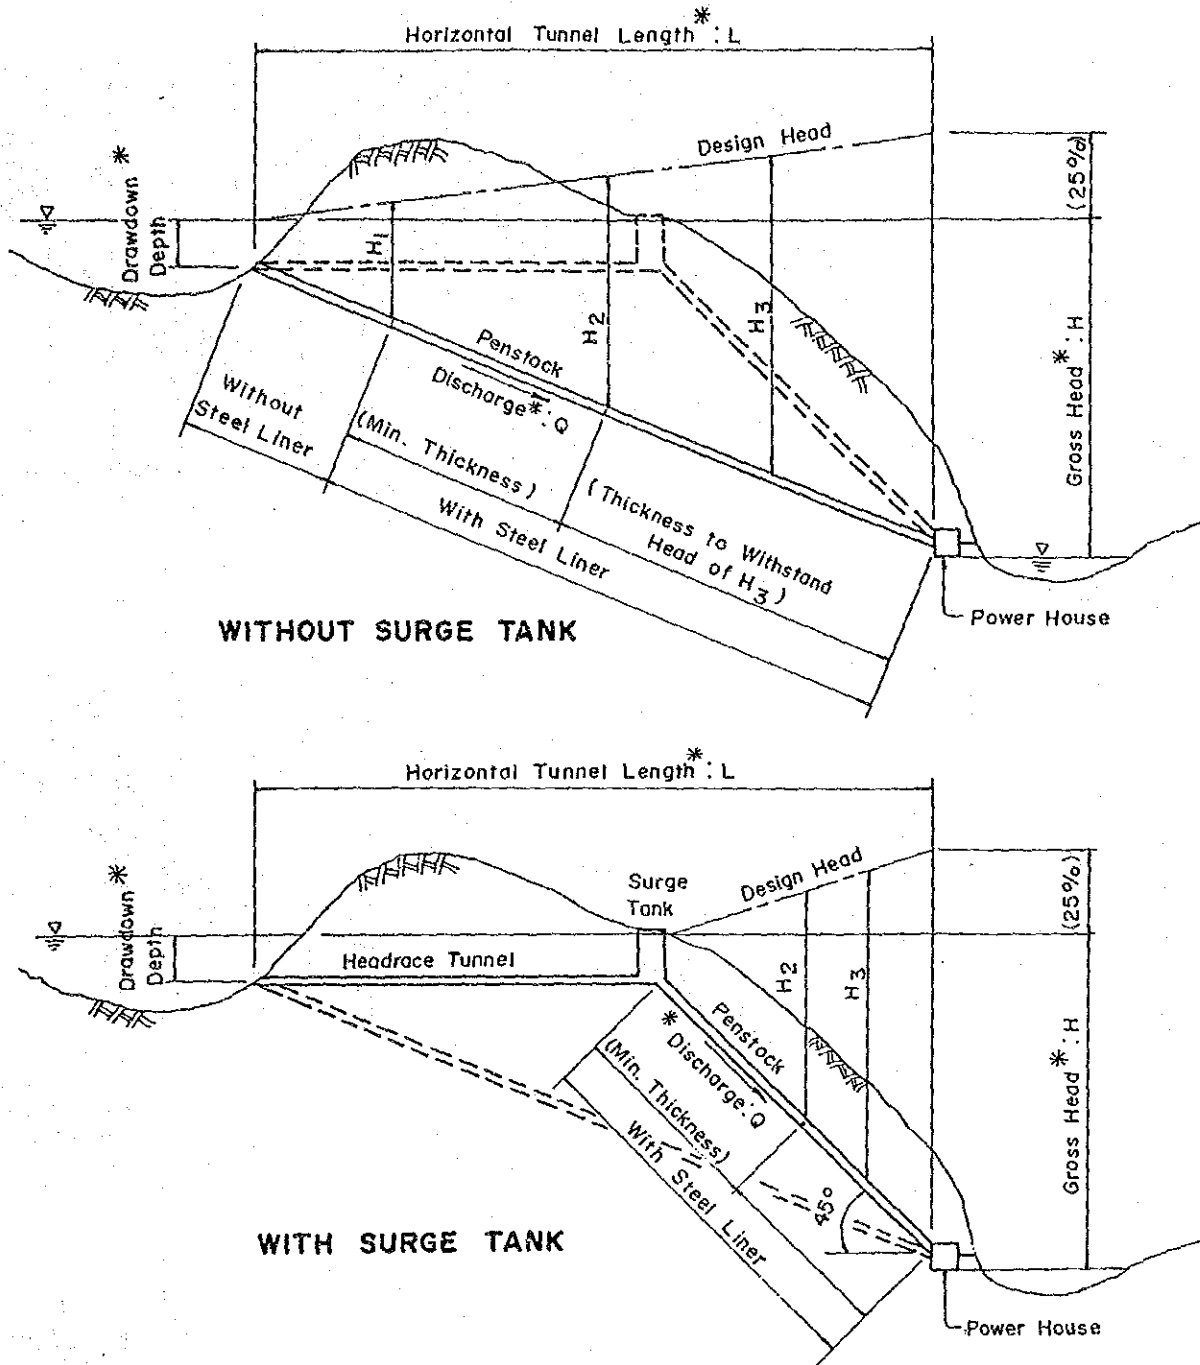 Horizontal Tunnel Length*: L
Design Head
(25%)
Drawdown*
Depth
H1
H2
H3
Gross Head*: H
Penstock
Discharge*: Q
Without
Steel Liner
(Min. Thickness)
With Steel Liner
(Thickness to Withstand
Head of H3)
Power House
WITHOUT SURGE TANK
Horizontal Tunnel Length*: L
Design Head
(25%)
Surge
Tank
Drawdown*
Depth
Headrace Tunnel
H2
H3
Gross Head*: H
Penstock
*Discharge: Q
(Min. Thickness)
With Steel Liner
45°
WITH SURGE TANK
Power House